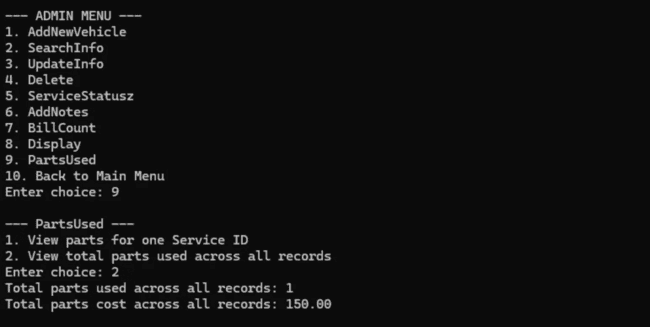 --- ADMIN MENU ---
1. AddNewVehicle
2. SearchInfo
3. UpdateInfo
4. Delete
5. ServiceStatusz
6. AddNotes
7. BillCount
8. Display
9. PartsUsed
10. Back to Main Menu
Enter choice: 9

--- PartsUsed ---
1. View parts for one Service ID
2. View total parts used across all records
Enter choice: 2
Total parts used across all records: 1
Total parts cost across all records: 150.00